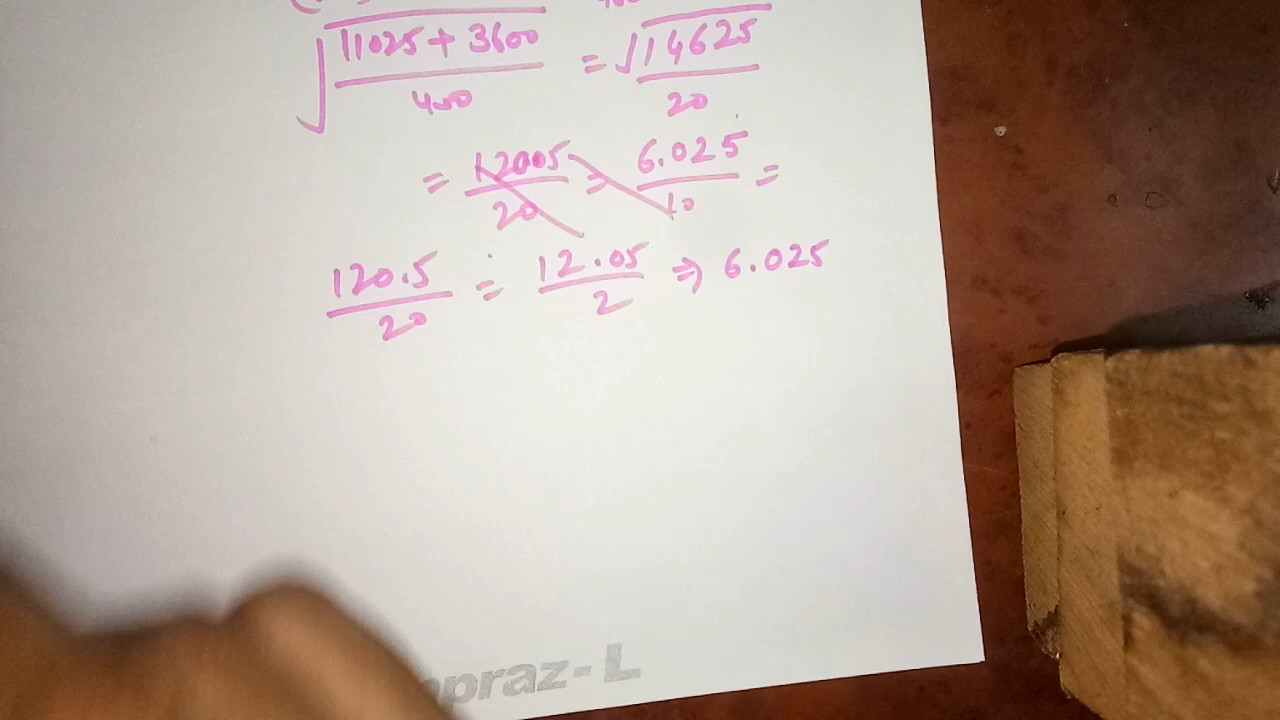 √(11025 + 3600 / 400) = √14625 / 20
= 12005 / 20 = 6.025 / 10 =
120.5 / 20 = 12.05 / 2 ⇒ 6.025
praz-L